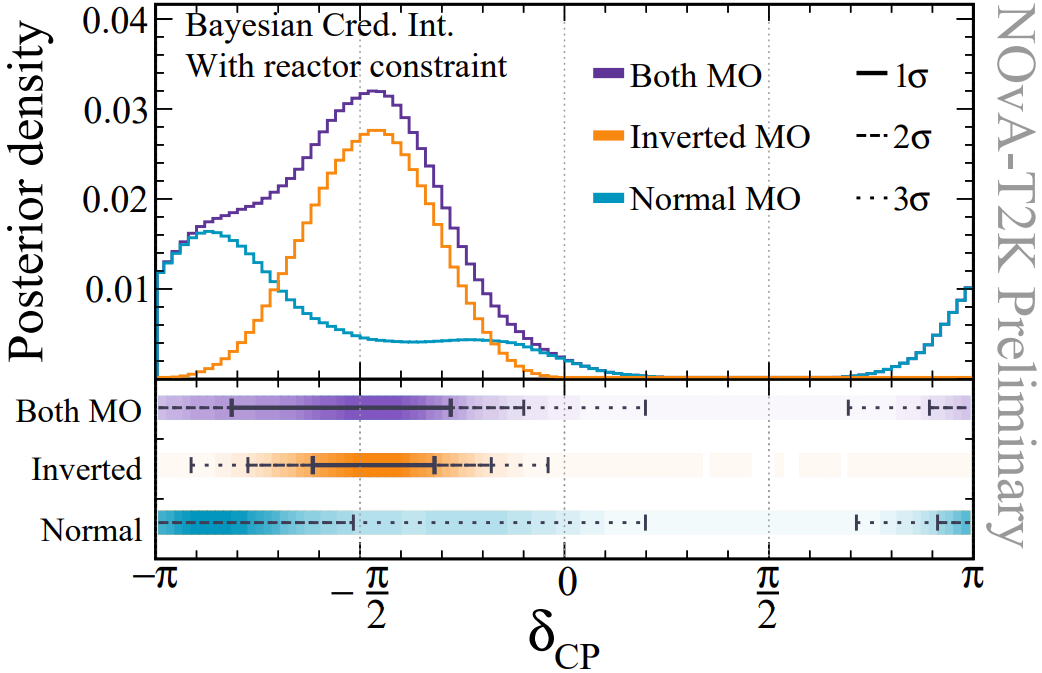 Bayesian Cred. Int.
With reactor constraint
Posterior density
0.04
0.03
0.02
0.01
Both MO
Inverted MO
Normal MO
1σ
2σ
3σ
NOvA-T2K Preliminary
Both MO
Inverted
Normal
−π
−π/2
0
π/2
π
δCP